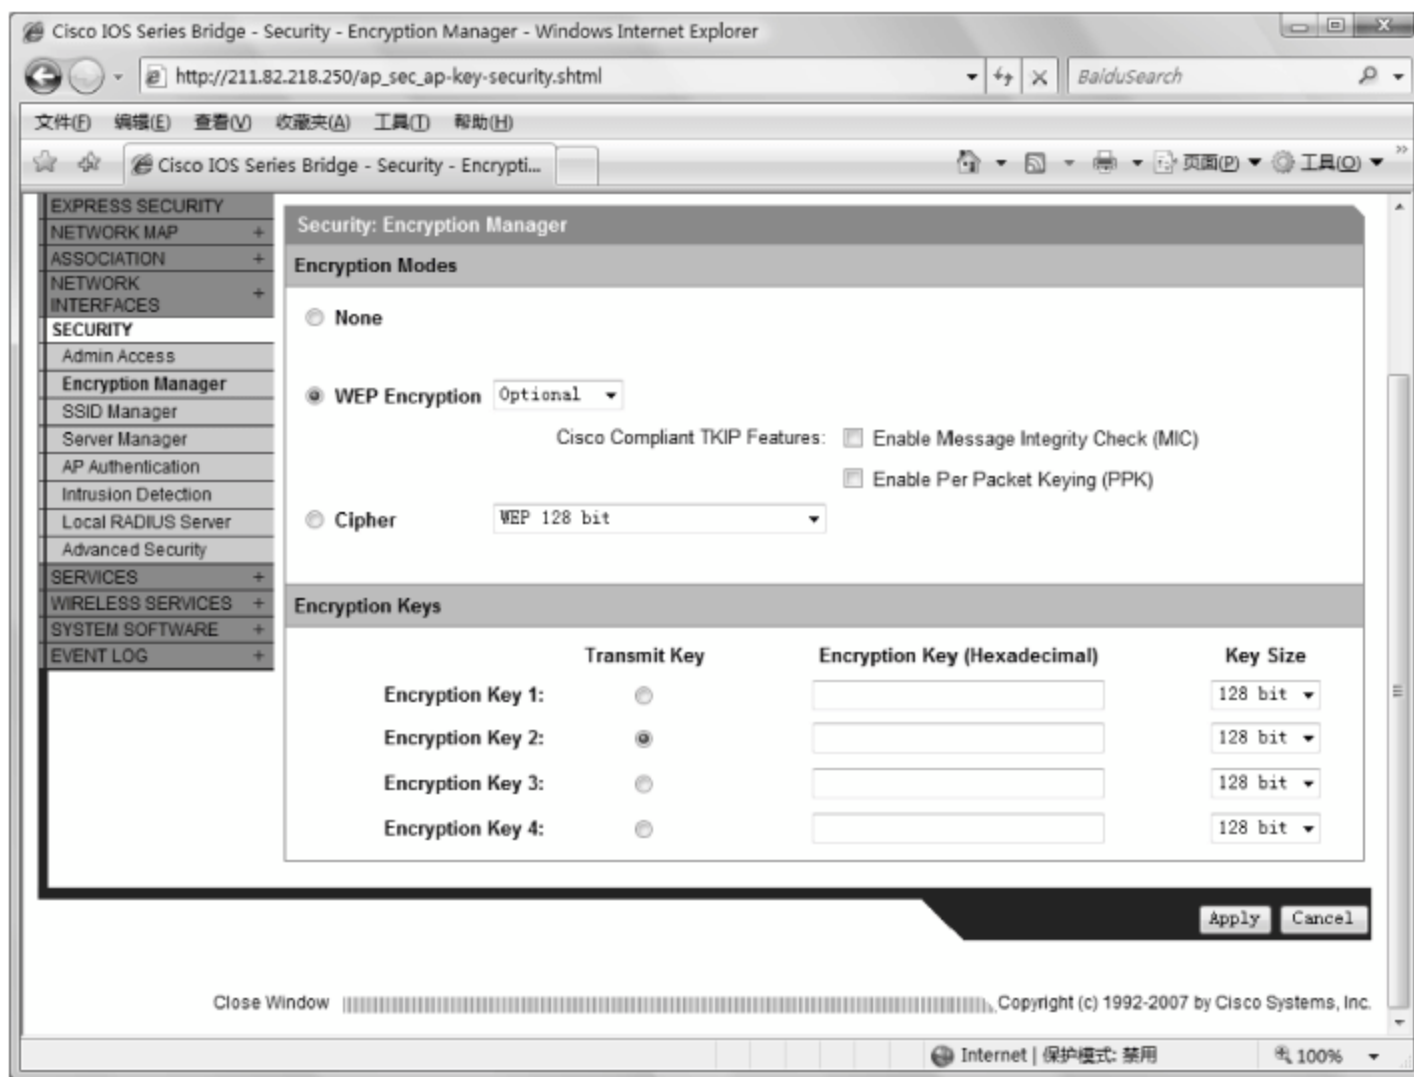 Cisco IOS Series Bridge - Security - Encryption Manager - Windows Internet Explorer
http://211.82.218.250/ap_sec_ap-key-security.shtml
BaiduSearch
文件(F) 编辑(E) 查看(V) 收藏夹(A) 工具(T) 帮助(H)
Cisco IOS Series Bridge - Security - Encrypti...
页面(P) 工具(O) »
EXPRESS SECURITY
NETWORK MAP +
ASSOCIATION +
NETWORK
INTERFACES +
SECURITY
Admin Access
Encryption Manager
SSID Manager
Server Manager
AP Authentication
Intrusion Detection
Local RADIUS Server
Advanced Security
SERVICES +
WIRELESS SERVICES +
SYSTEM SOFTWARE +
EVENT LOG +
Security: Encryption Manager
Encryption Modes
None
WEP Encryption Optional
Cisco Compliant TKIP Features: Enable Message Integrity Check (MIC)
Enable Per Packet Keying (PPK)
Cipher WEP 128 bit
Encryption Keys
Transmit Key Encryption Key (Hexadecimal) Key Size
Encryption Key 1: 128 bit
Encryption Key 2: 128 bit
Encryption Key 3: 128 bit
Encryption Key 4: 128 bit
Apply Cancel
Close Window Copyright (c) 1992-2007 by Cisco Systems, Inc.
Internet | 保护模式: 禁用 100%